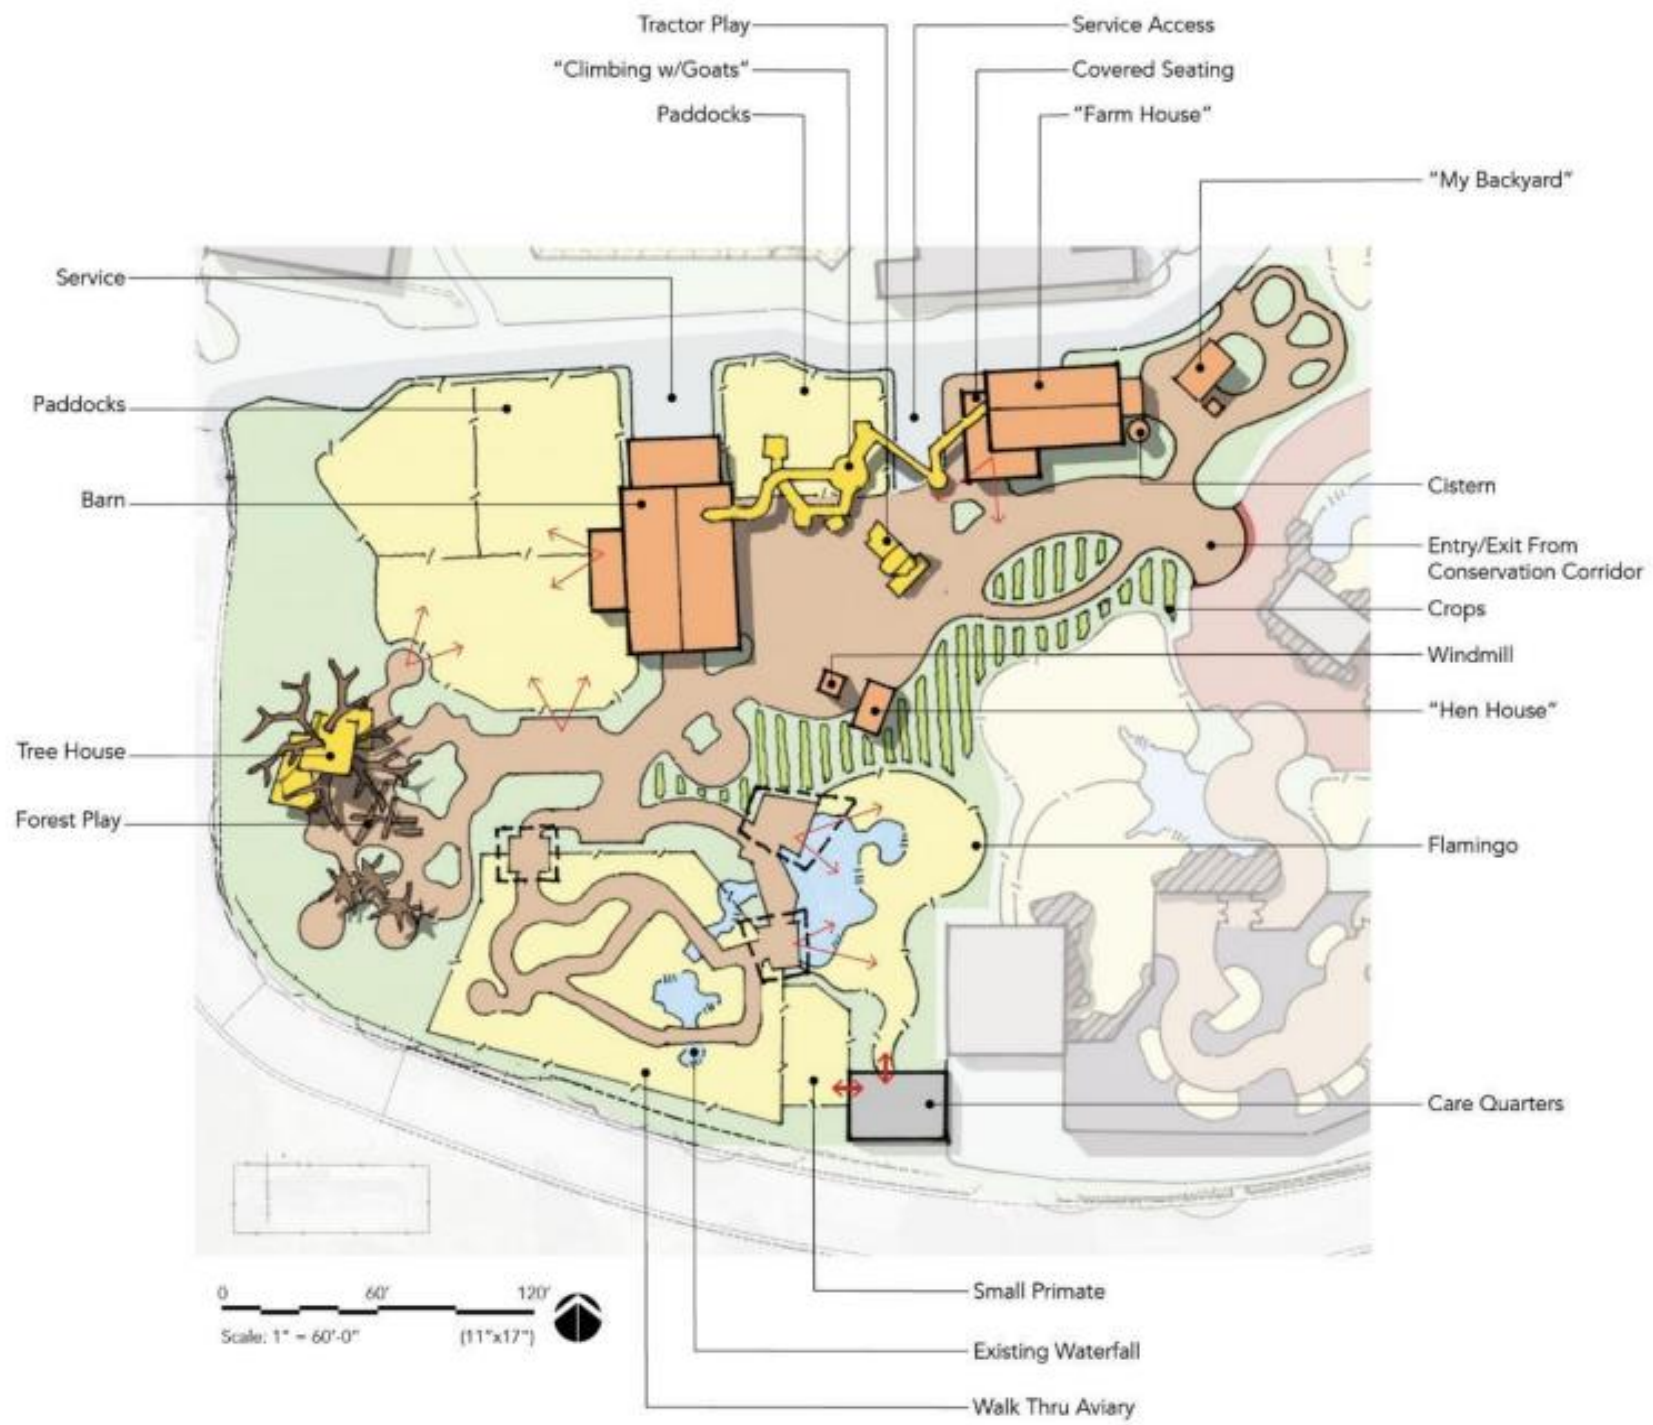 Tractor Play
Service Access
"Climbing w/Goats"
Covered Seating
Paddocks
"Farm House"
"My Backyard"
Service
Paddocks
Barn
Cistern
Entry/Exit From
Conservation Corridor
Crops
Windmill
"Hen House"
Tree House
Forest Play
Flamingo
Care Quarters
Small Primate
Existing Waterfall
Walk Thru Aviary
0 60' 120'
Scale: 1" = 60'-0" (11"x17")